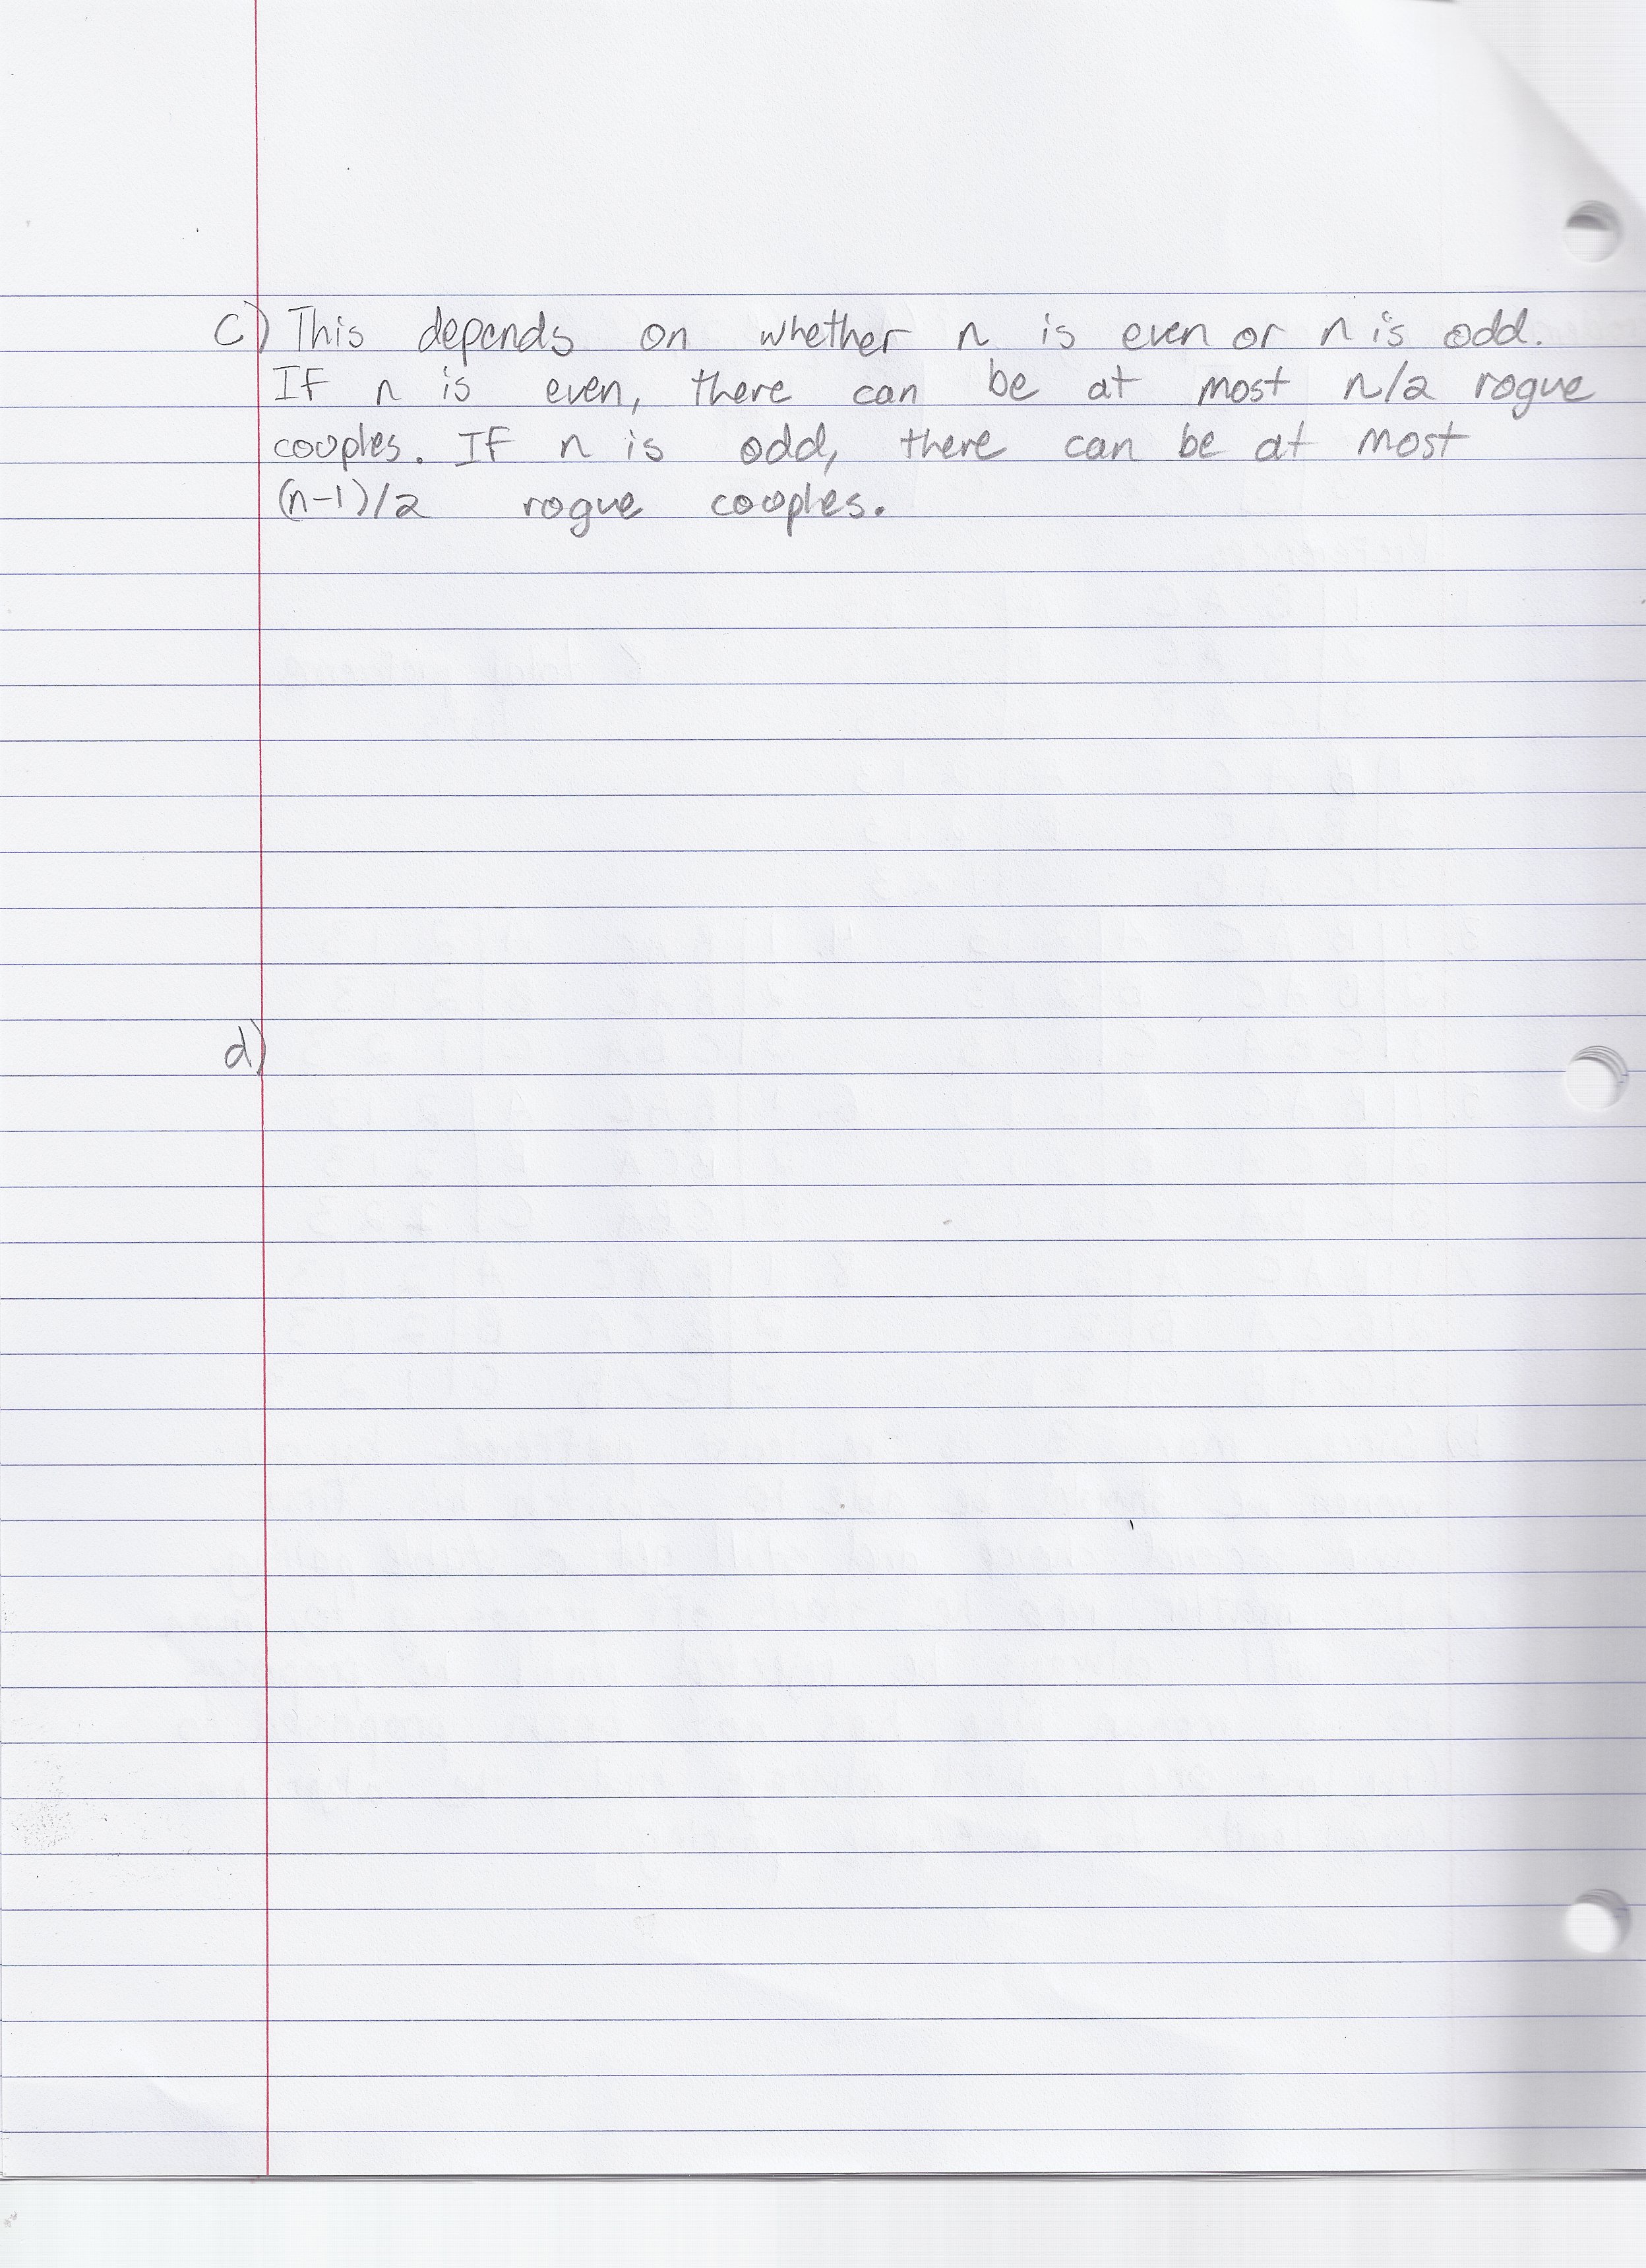 c) This depends on whether n is even or n is odd.
IF n is even, there can be at most n/2 rogue
couples. IF n is odd, there can be at most
(n-1)/2 rogue couples.
d)